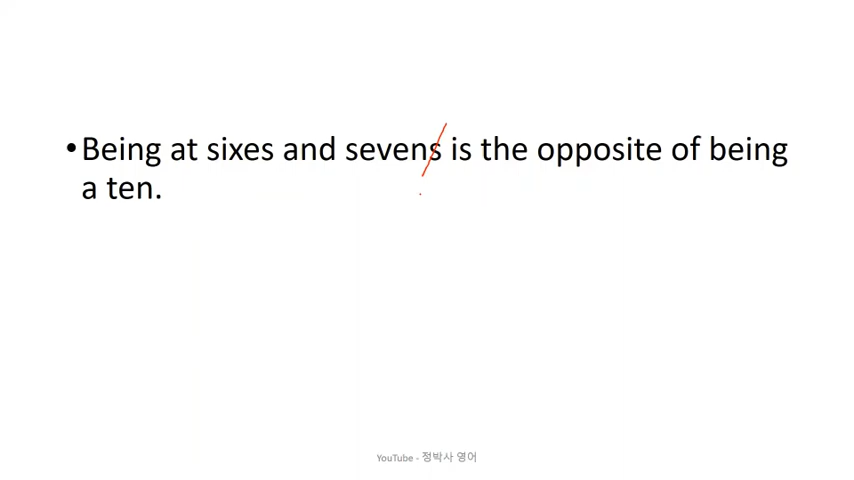 •Being at sixes and sevens is the opposite of being
a ten.
YouTube - 정박사 영어